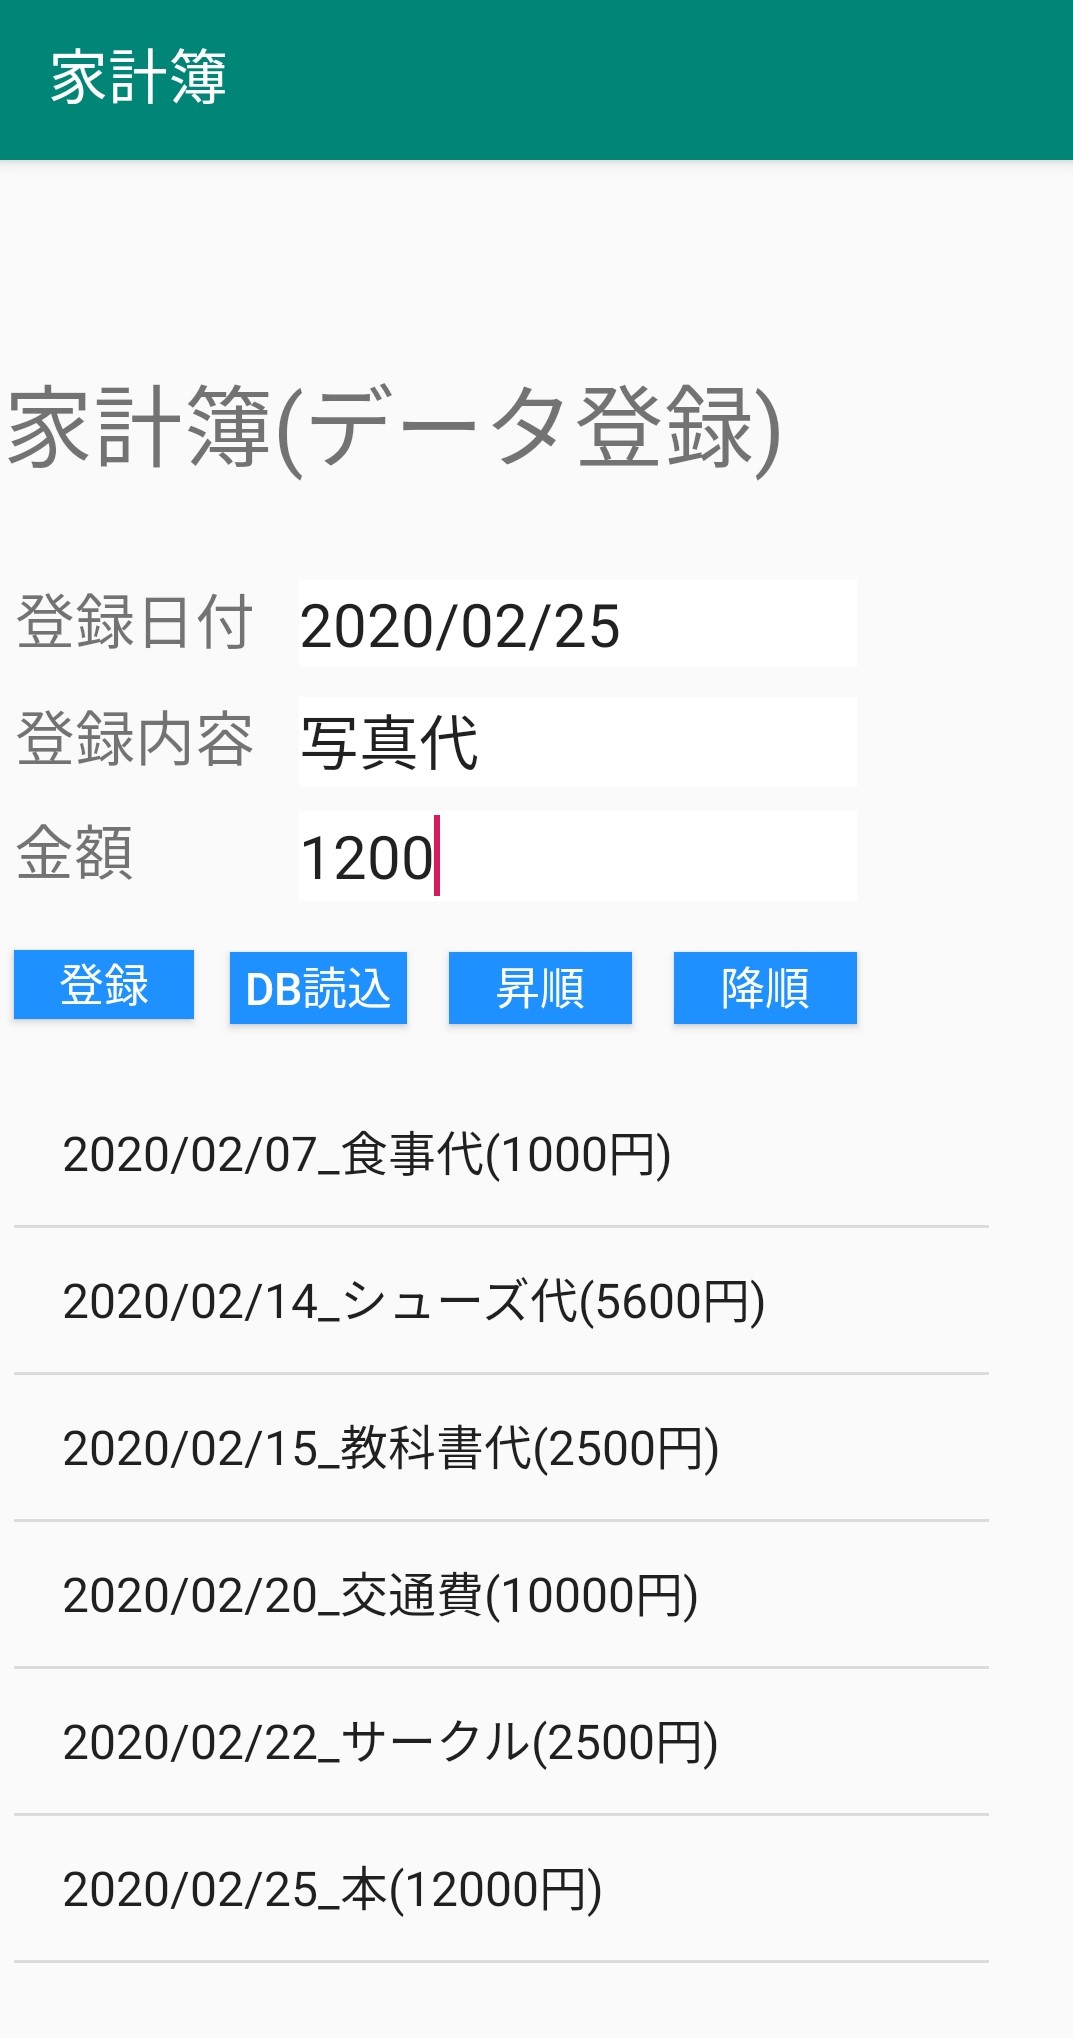 家計簿
家計簿(データ登録)
登録日付 2020/02/25
登録内容 写真代
金額 1200
登録 DB読込 昇順 降順
2020/02/07_食事代(1000円)
2020/02/14_シューズ代(5600円)
2020/02/15_教科書代(2500円)
2020/02/20_交通費(10000円)
2020/02/22_サークル(2500円)
2020/02/25_本(12000円)